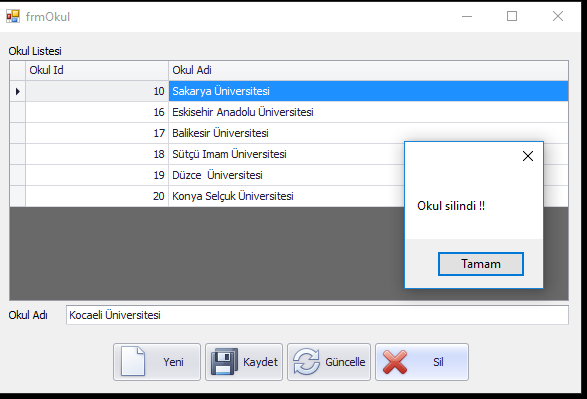 frmOkul
Okul Listesi
Okul Id Okul Adi
10 Sakarya Üniversitesi
16 Eskisehir Anadolu Üniversitesi
17 Balikesir Üniversitesi
18 Sütçü Imam Üniversitesi
19 Düzce Üniversitesi
20 Konya Selçuk Üniversitesi
Okul silindi !!
Tamam
Okul Adı Kocaeli Üniversitesi
Yeni Kaydet Güncelle Sil